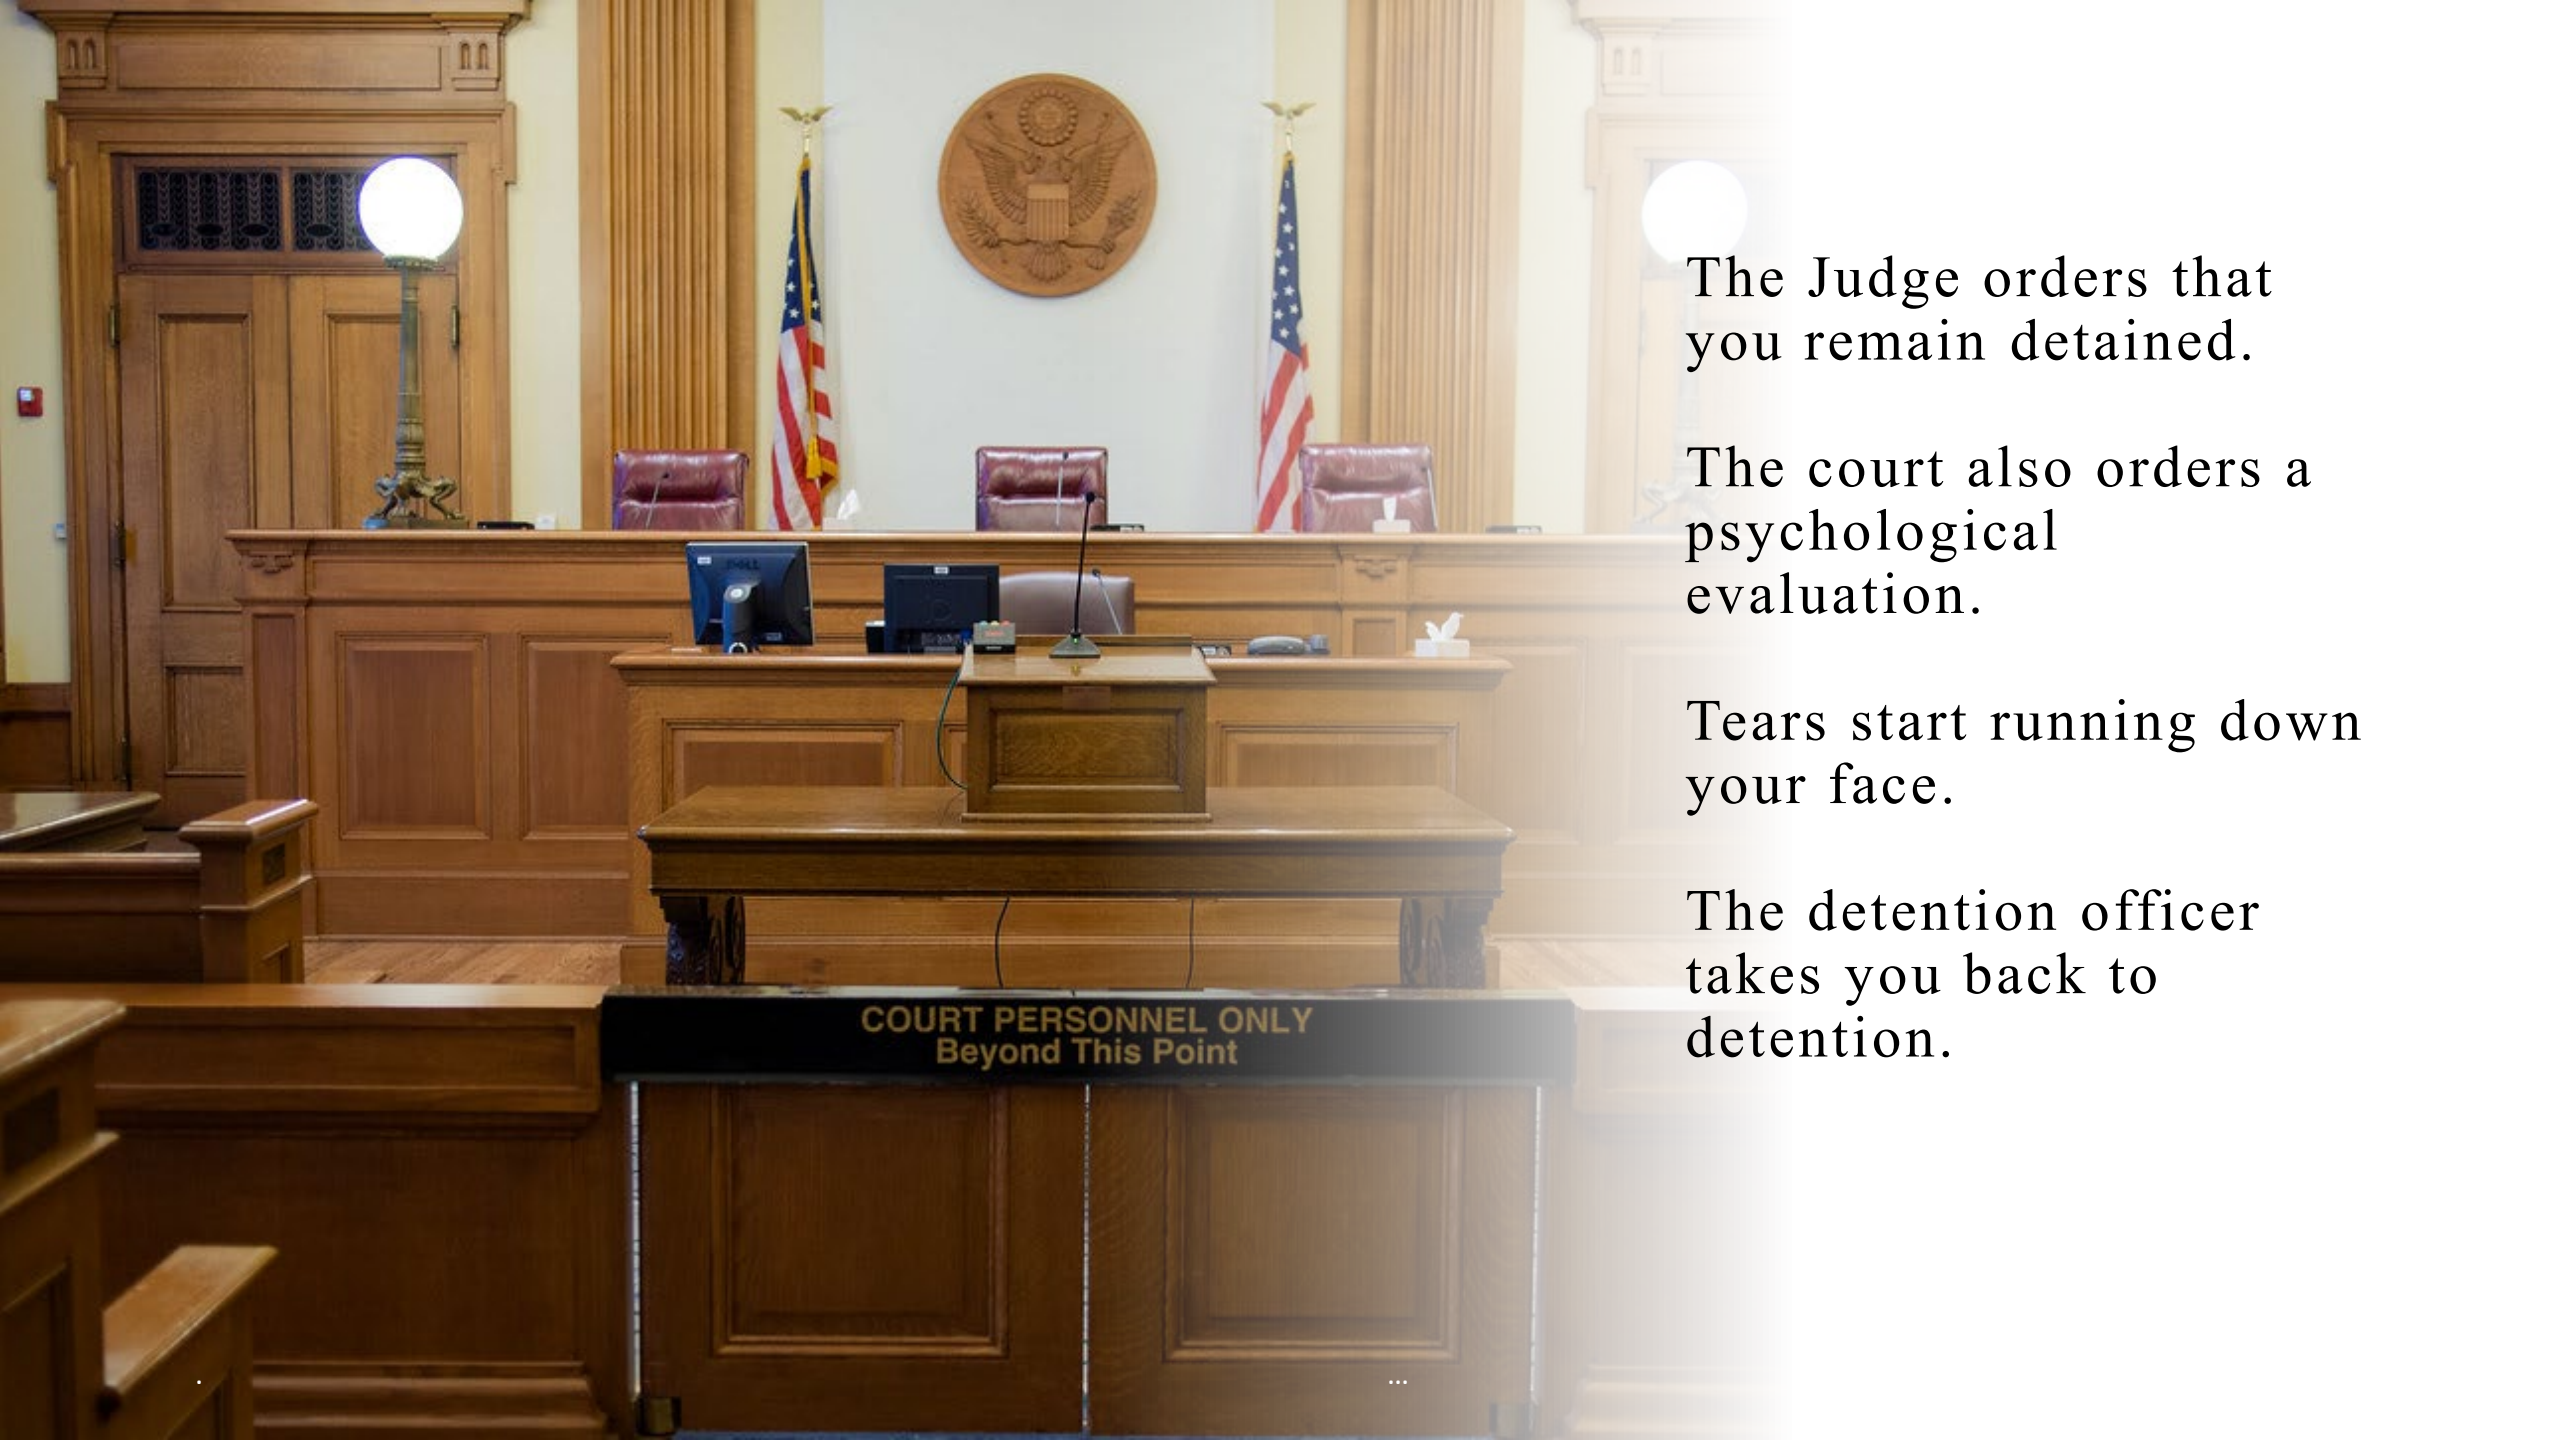 The Judge orders that
you remain detained.
The court also orders a
psychological
evaluation.
Tears start running down
your face.
The detention officer
takes you back to
detention.
COURT PERSONNEL ONLY
Beyond This Point
DELL
.
...